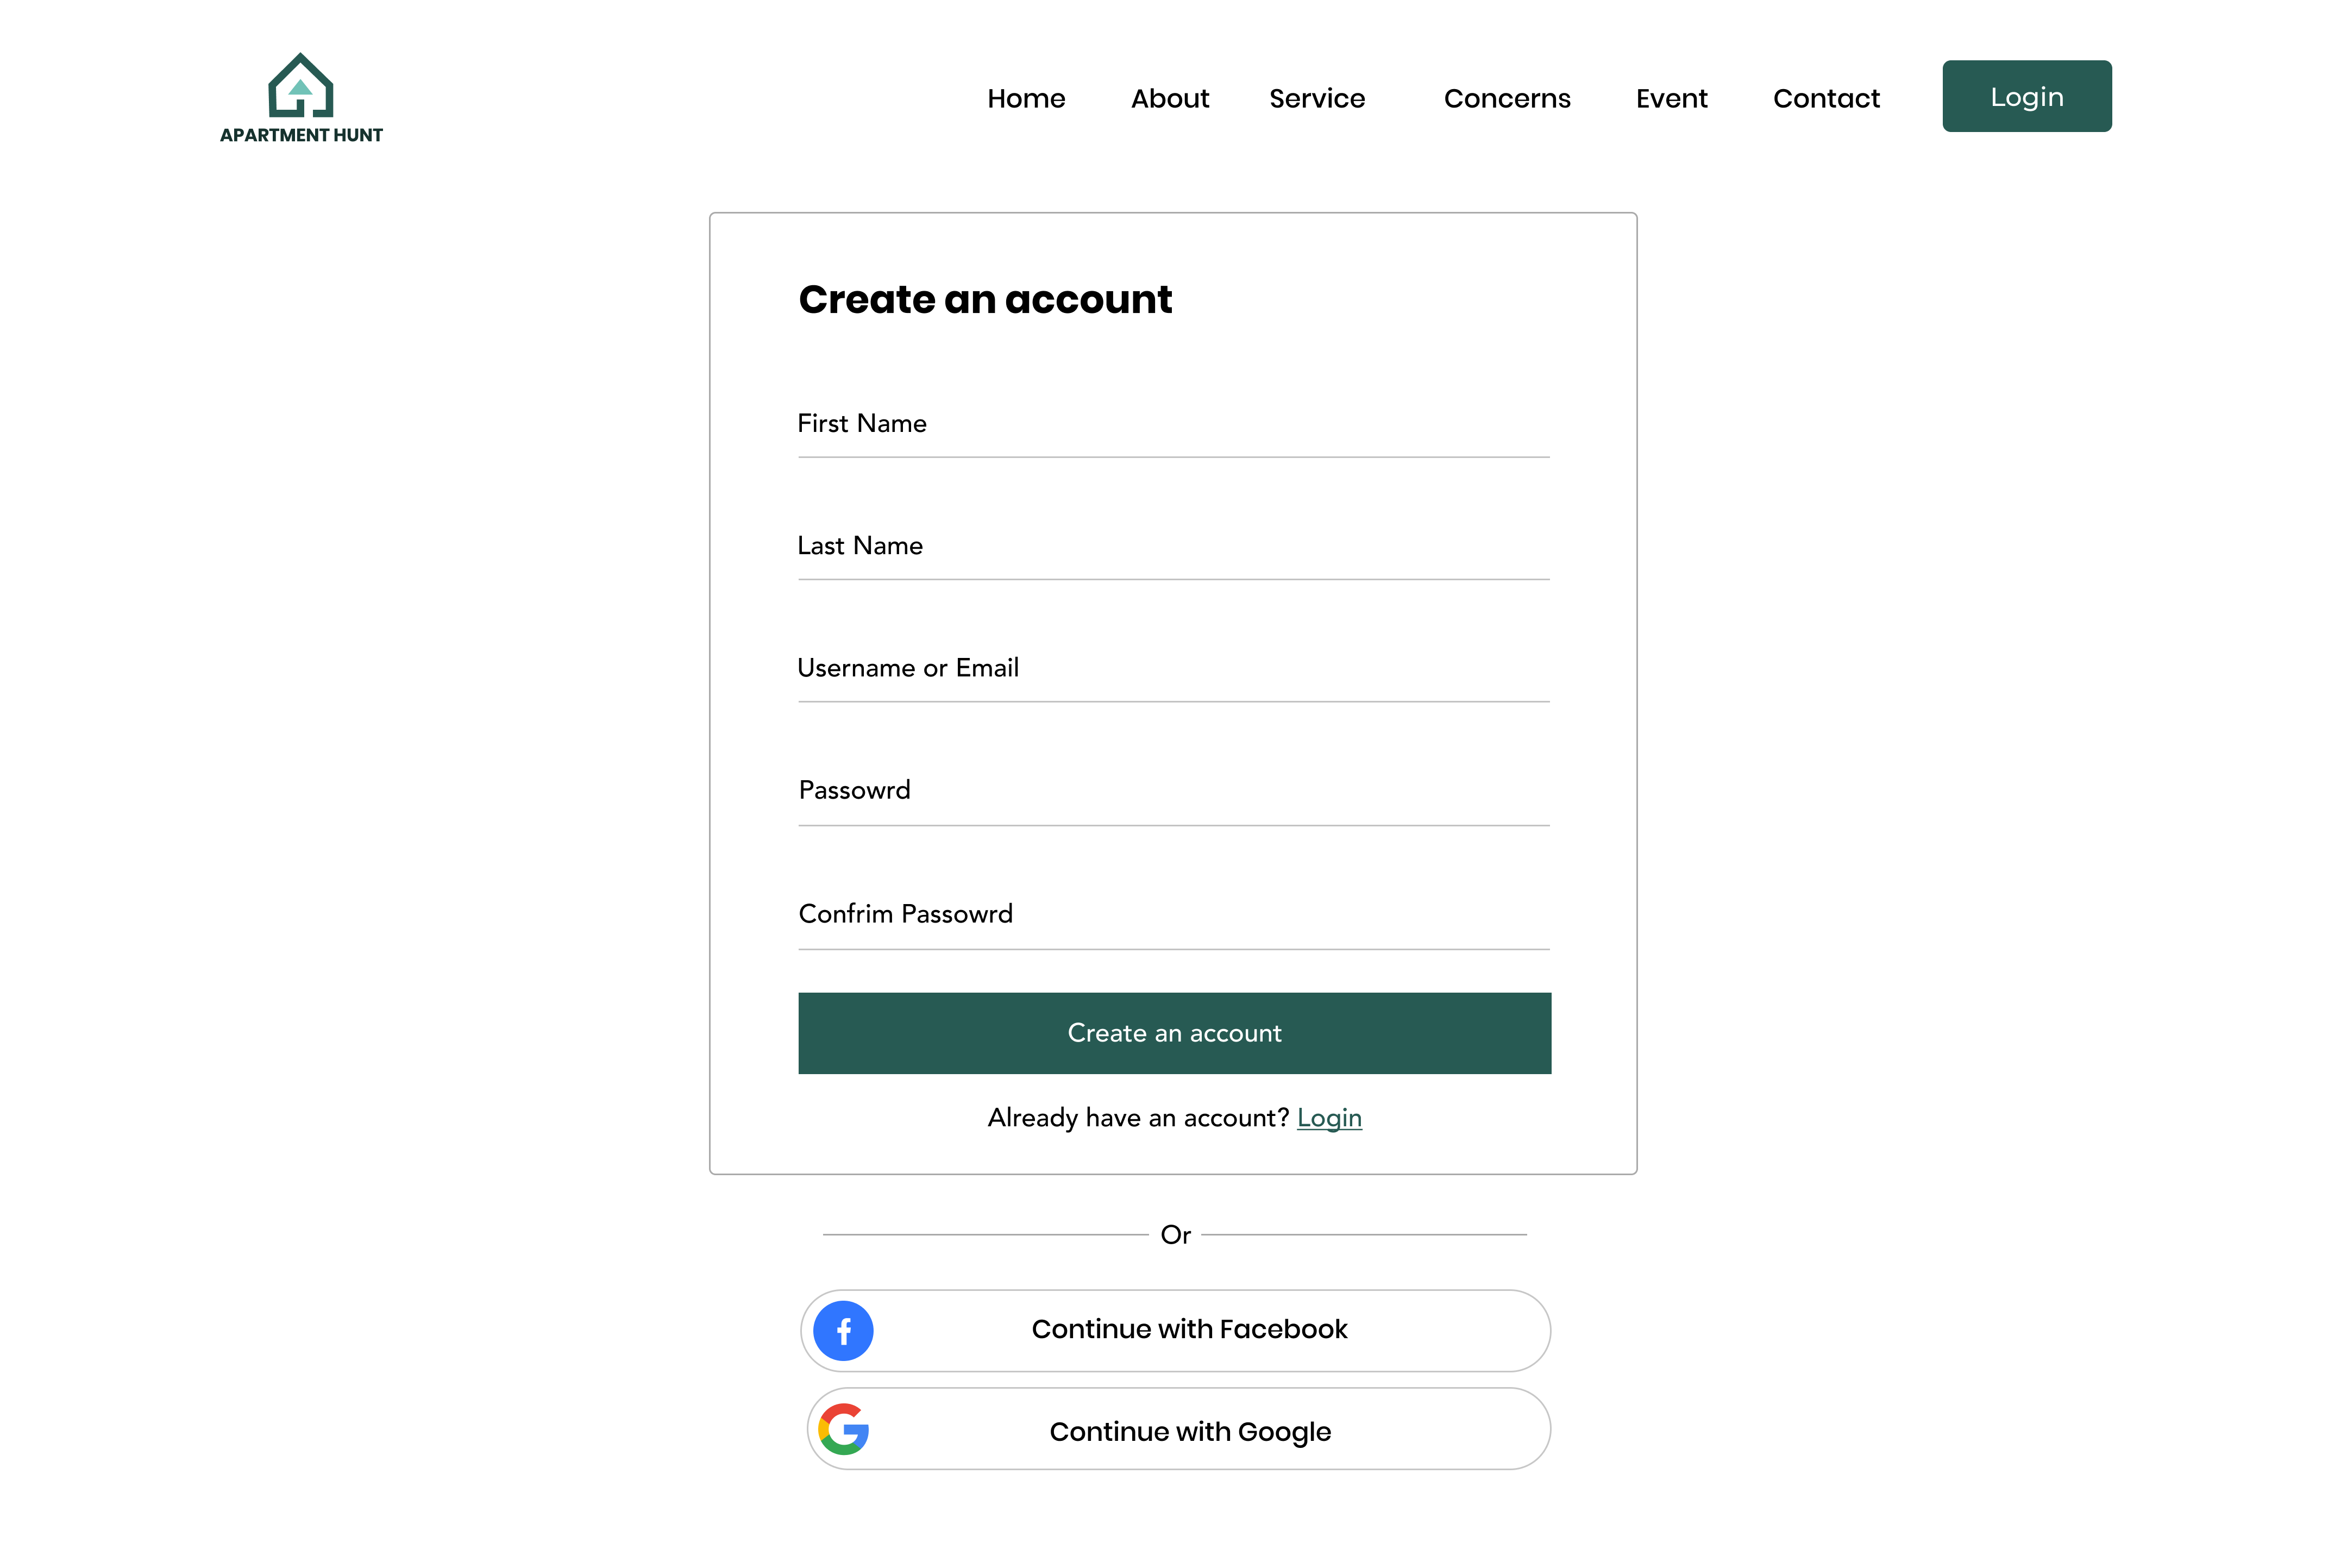 APARTMENT HUNT
Home About Service Concerns Event Contact Login
Create an account
First Name
Last Name
Username or Email
Passowrd
Confrim Passowrd
Create an account
Already have an account? Login
Or
Continue with Facebook
Continue with Google